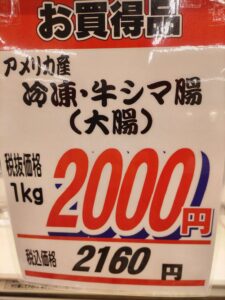 お買得品
アメリカ産
冷凍・牛シマ腸
(大腸)
税抜価格
1kg
2000円
税込価格 2160 円